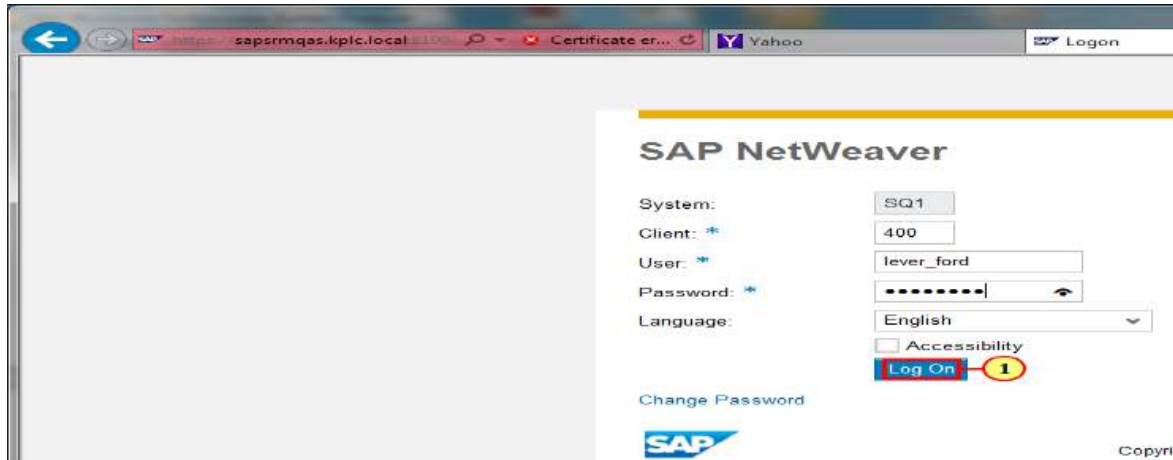 sapsrmqas.kplc.local Certificate er... Yahoo Logon
SAP NetWeaver
System: SQ1
Client: * 400
User: * lever_ford
Password: * ••••••••
Language: English
Accessibility
Log On 1
Change Password
SAP
Copyri